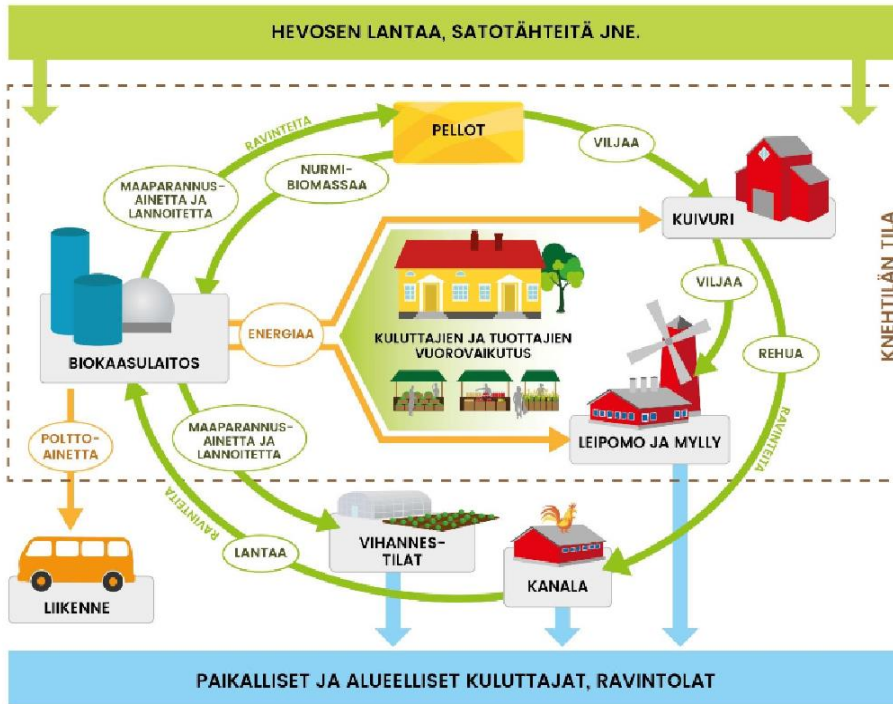 HEVOSEN LANTAA, SATOTÄHTEITÄ JNE.
RAVINTEITA
PELLOT
VILJAA
NURMI-
BIOMASSAA
MAAPARANNUS-
AINETTA JA
LANNOITETTA
KUIVURI
KNEHTILÄN TILA
VILJAA
ENERGIAA
KULUTTAJIEN JA TUOTTAJIEN
VUOROVAIKUTUS
BIOKAASULAITOS
REHUA
MAAPARANNUS-
AINETTA JA
LANNOITETTA
POLTTO-
AINETTA
LEIPOMO JA MYLLY
RAVINTEITA
RAVINTEITA
LANTAA
VIHANNES-
TILAT
KANALA
LIIKENNE
PAIKALLISET JA ALUEELLISET KULUTTAJAT, RAVINTOLAT